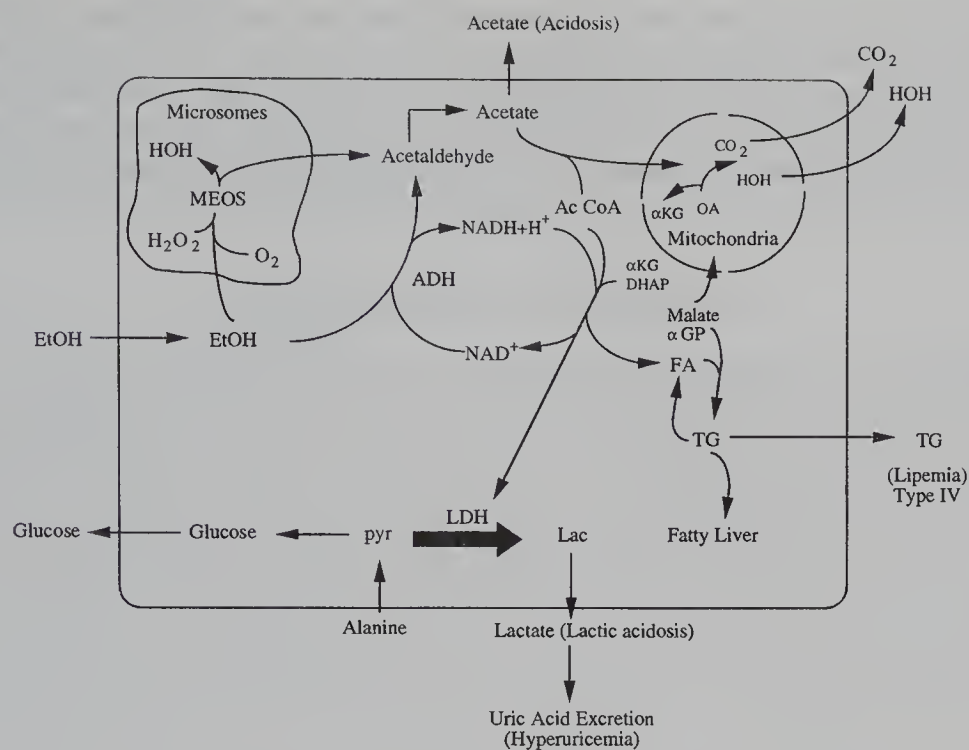 Acetate (Acidosis)
CO2
HOH
Microsomes
Acetate
HOH
Acetaldehyde
CO2
HOH
MEOS
αKG
OA
Ac CoA
Mitochondria
NADH+H+
H2O2
O2
αKG
DHAP
ADH
Malate
α GP
EtOH
EtOH
NAD+
FA
TG
TG
(Lipemia)
Type IV
LDH
Glucose
Glucose
pyr
Lac
Fatty Liver
Alanine
Lactate (Lactic acidosis)
Uric Acid Excretion
(Hyperuricemia)